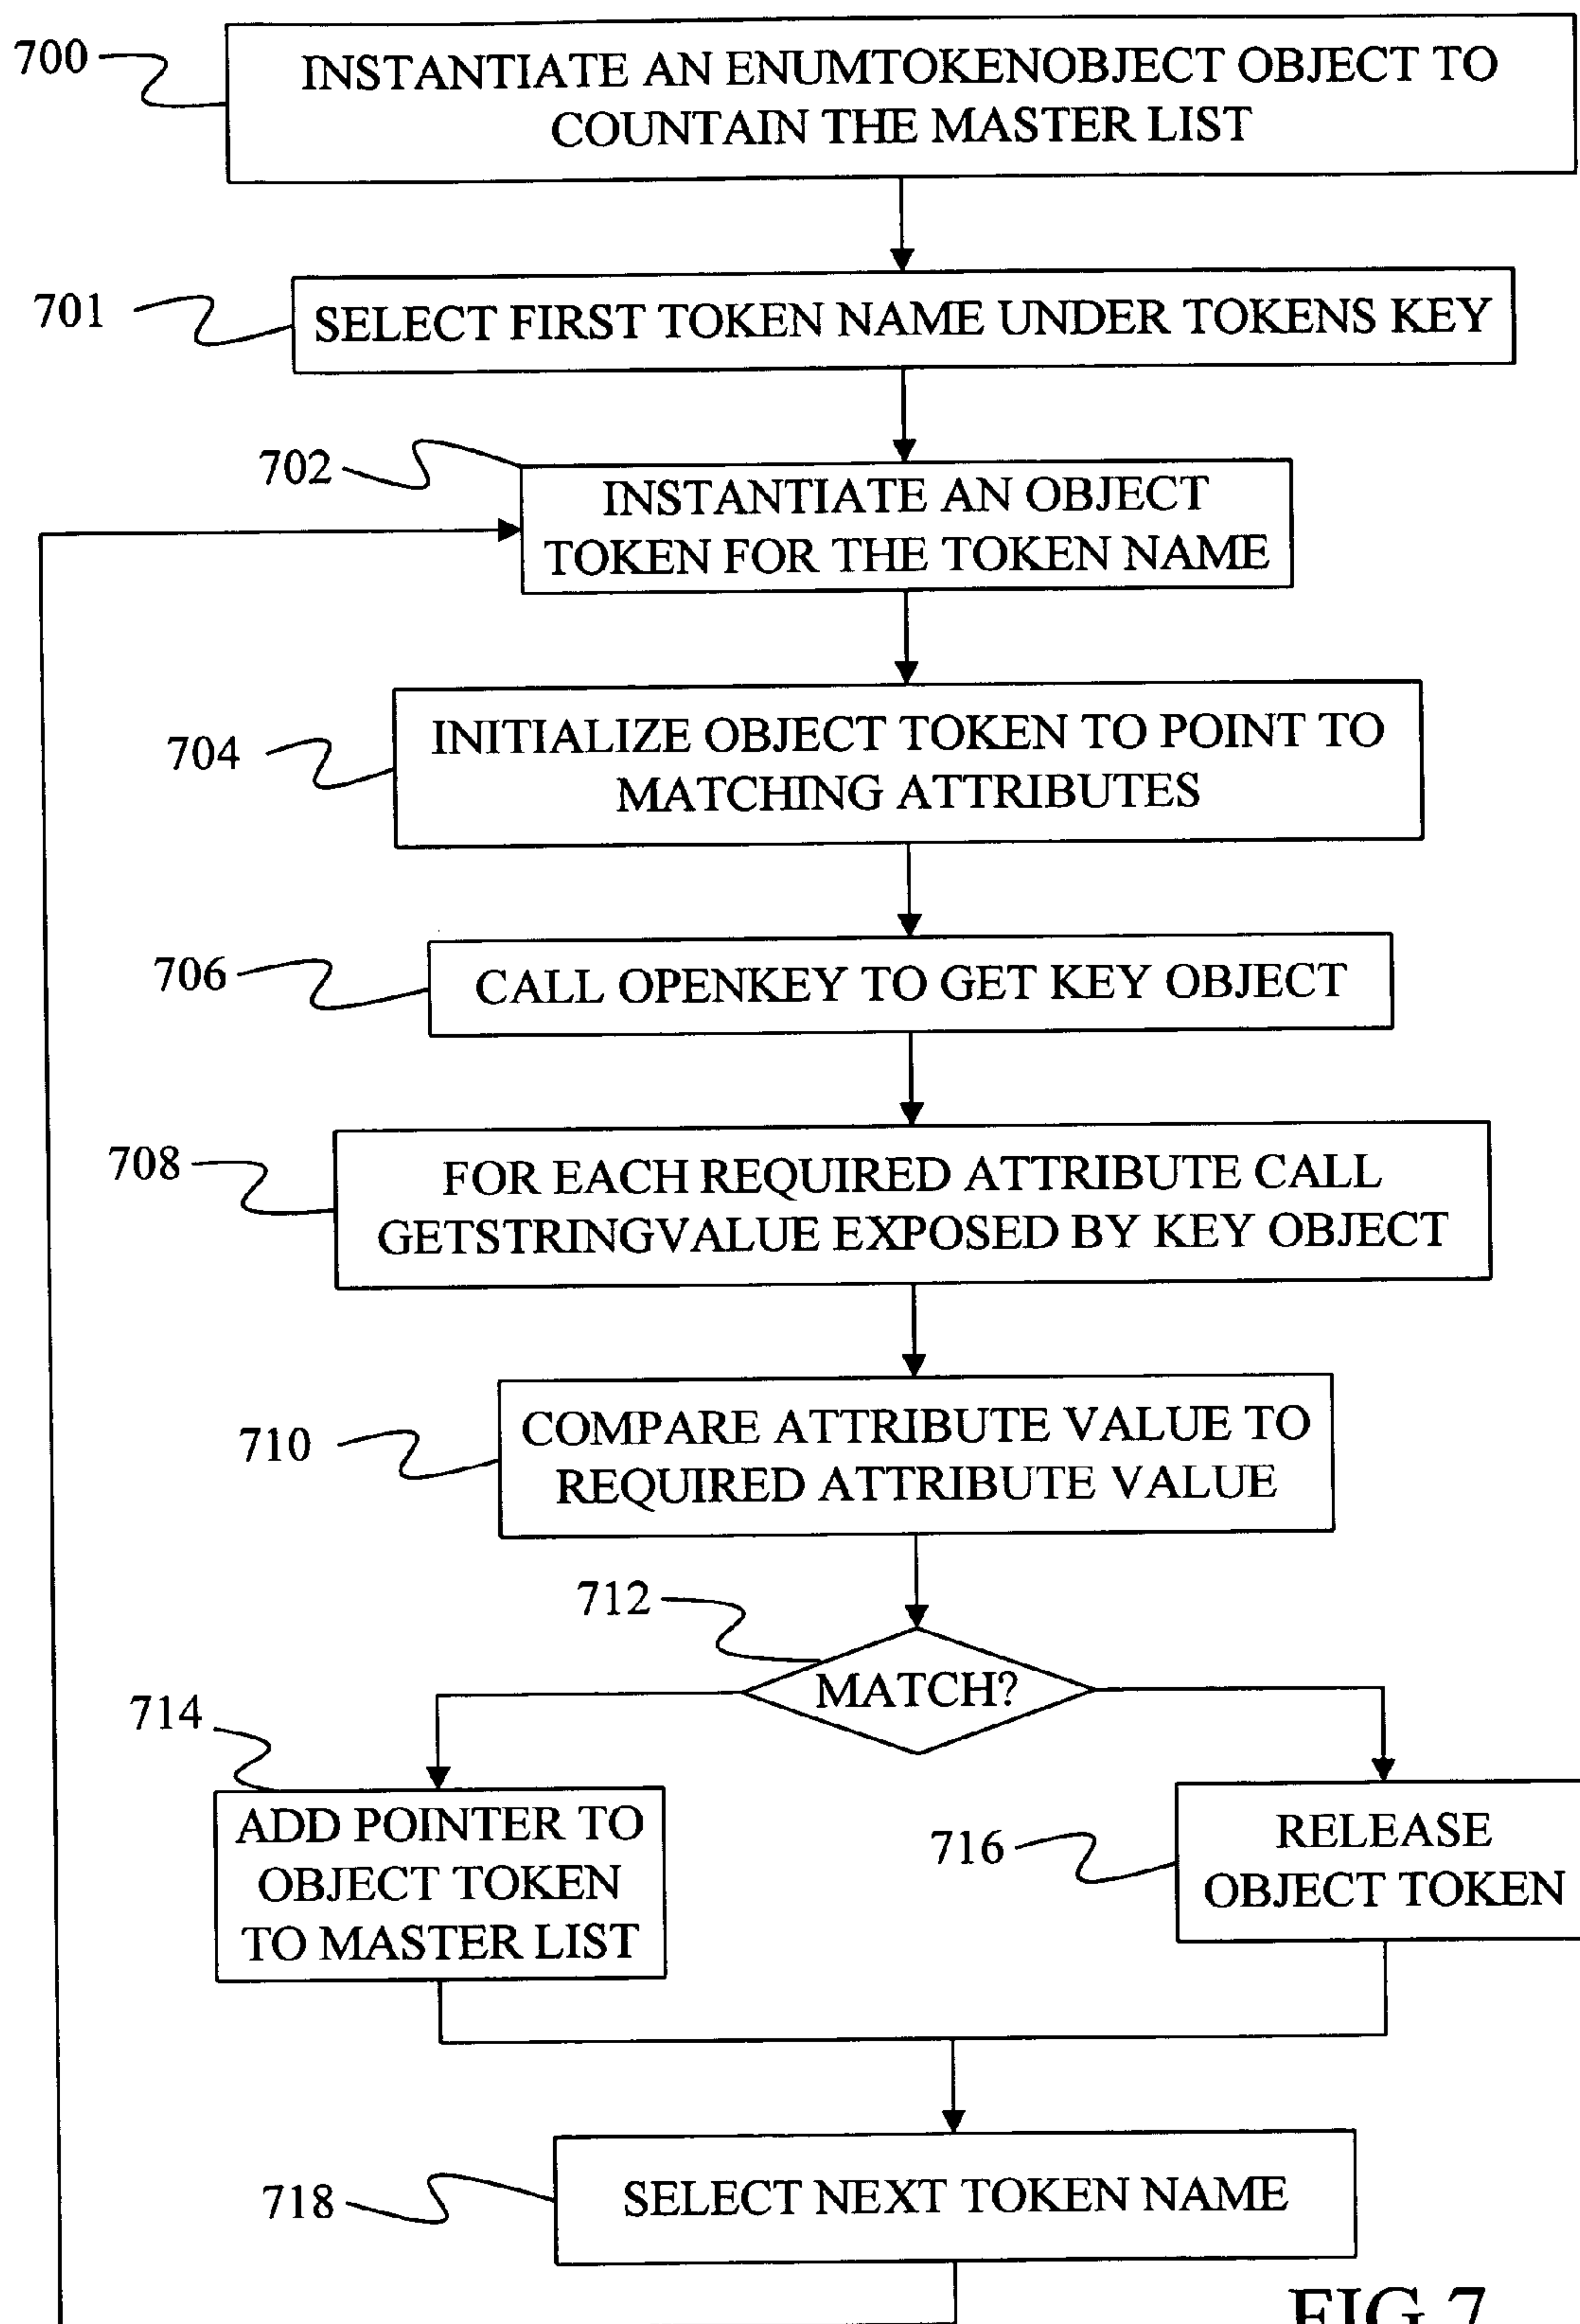 700
INSTANTIATE AN ENUMTOKENOBJECT OBJECT TO
COUNTAIN THE MASTER LIST
701
SELECT FIRST TOKEN NAME UNDER TOKENS KEY
702
INSTANTIATE AN OBJECT
TOKEN FOR THE TOKEN NAME
704
INITIALIZE OBJECT TOKEN TO POINT TO
MATCHING ATTRIBUTES
706
CALL OPENKEY TO GET KEY OBJECT
708
FOR EACH REQUIRED ATTRIBUTE CALL
GETSTRINGVALUE EXPOSED BY KEY OBJECT
710
COMPARE ATTRIBUTE VALUE TO
REQUIRED ATTRIBUTE VALUE
712
MATCH?
714
ADD POINTER TO
OBJECT TOKEN
TO MASTER LIST
716
RELEASE
OBJECT TOKEN
718
SELECT NEXT TOKEN NAME
FIG 7